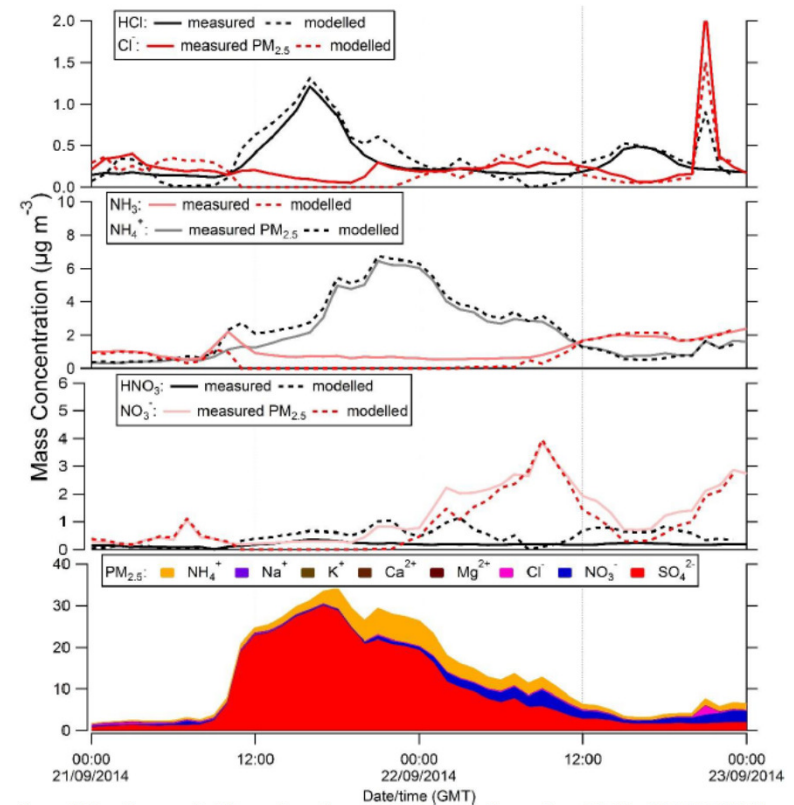 HCl: measured modelled
Cl⁻: measured PM₂.₅ modelled
2.0
1.5
1.0
0.5
0.0
NH₃: measured modelled
NH₄⁺: measured PM₂.₅ modelled
10
8
6
4
2
0
HNO₃: measured modelled
NO₃⁻: measured PM₂.₅ modelled
6
5
4
3
2
1
0
Mass Concentration (µg m⁻³)
PM₂.₅: NH₄⁺ Na⁺ K⁺ Ca²⁺ Mg²⁺ Cl⁻ NO₃⁻ SO₄²⁻
40
30
20
10
0
00:00 12:00 00:00 12:00 00:00
21/09/2014 22/09/2014 23/09/2014
Date/time (GMT)